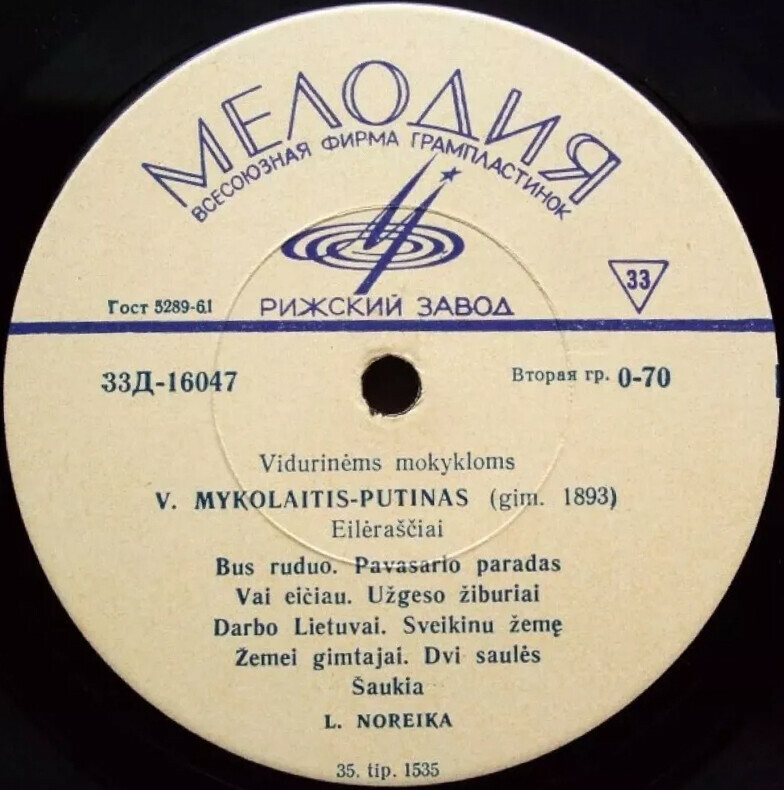 МЕЛОДИЯ
ВСЕСОЮЗНАЯ ФИРМА ГРАМПЛАСТИНОК
33
Гост 5289-61
РИЖСКИЙ ЗАВОД
33Д-16047
Вторая гр. 0-70
Vidurinėms mokykloms
V. MYKOLAITIS-PUTINAS (gim. 1893)
Eilėraščiai
Bus ruduo. Pavasario paradas
Vai eičiau. Užgeso žiburiai
Darbo Lietuvai. Sveikinu žemę
Žemei gimtajai. Dvi saulės
Šaukia
L. NOREIKA
35. tip. 1535